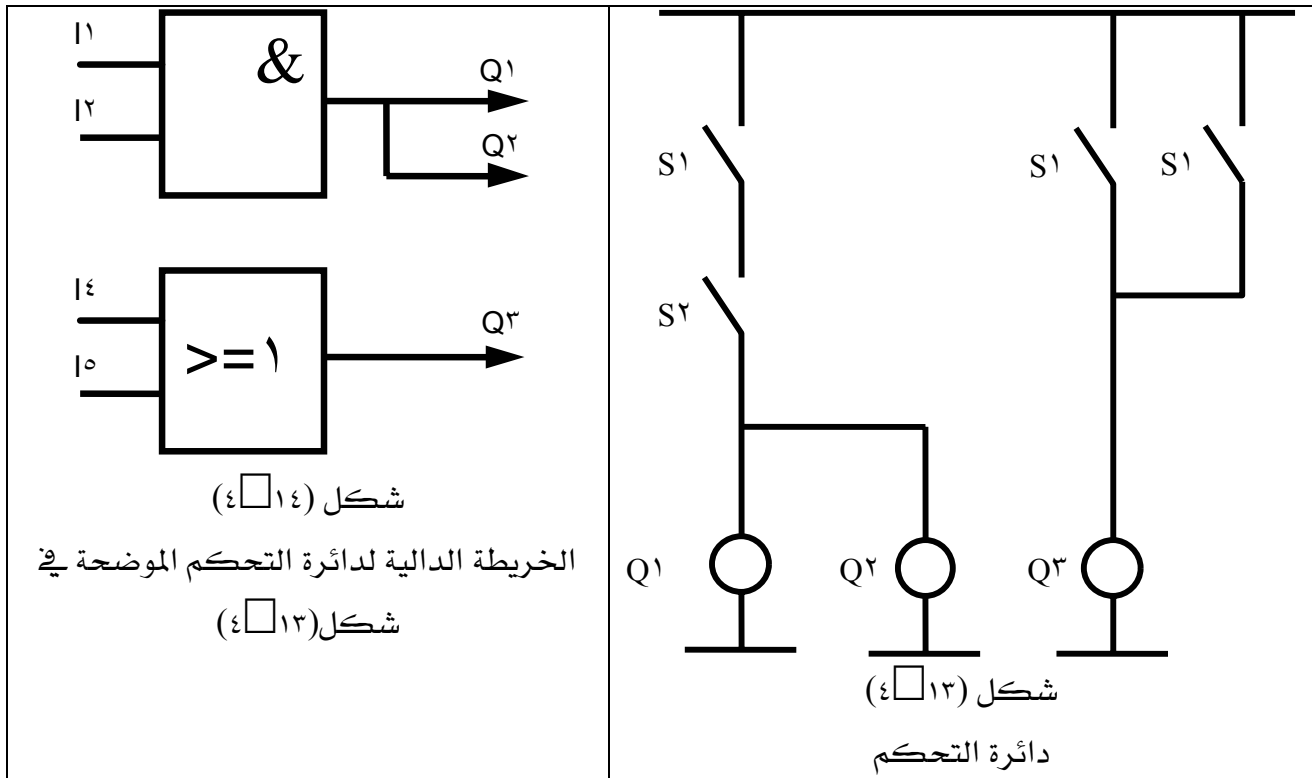 I١
&
Q١
I٢
Q٢
I٤
>=١
Q٣
I٥
شكل (١٤□٤)
الخريطة الدالية لدائرة التحكم الموضحة في
شكل(١٣□٤)
S١
S١
S١
S٢
Q١
Q٢
Q٣
شكل (١٣□٤)
دائرة التحكم